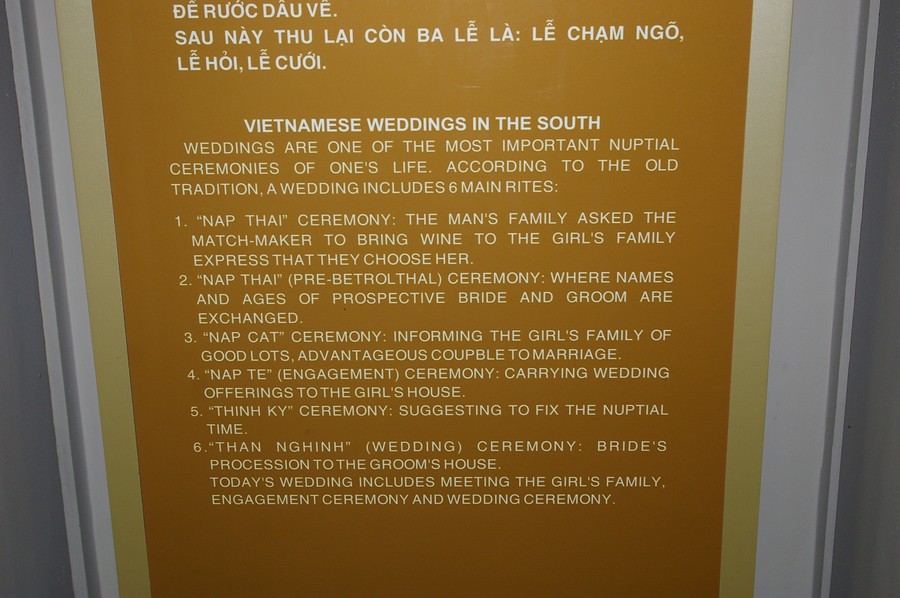 ĐỂ RƯỚC DÂU VỀ.
SAU NÀY THU LẠI CÒN BA LỄ LÀ: LỄ CHẠM NGÕ,
LỄ HỎI, LỄ CƯỚI.
VIETNAMESE WEDDINGS IN THE SOUTH
WEDDINGS ARE ONE OF THE MOST IMPORTANT NUPTIAL
CEREMONIES OF ONE'S LIFE. ACCORDING TO THE OLD
TRADITION, A WEDDING INCLUDES 6 MAIN RITES:
1. “NAP THAI” CEREMONY: THE MAN'S FAMILY ASKED THE
MATCH-MAKER TO BRING WINE TO THE GIRL'S FAMILY
EXPRESS THAT THEY CHOOSE HER.
2. “NAP THAI” (PRE-BETROLTHAL) CEREMONY: WHERE NAMES
AND AGES OF PROSPECTIVE BRIDE AND GROOM ARE
EXCHANGED.
3. “NAP CAT” CEREMONY: INFORMING THE GIRL'S FAMILY OF
GOOD LOTS, ADVANTAGEOUS COUPBLE TO MARRIAGE.
4. “NAP TE” (ENGAGEMENT) CEREMONY: CARRYING WEDDING
OFFERINGS TO THE GIRL'S HOUSE.
5. “THINH KY” CEREMONY: SUGGESTING TO FIX THE NUPTIAL
TIME.
6.“THAN NGHINH” (WEDDING) CEREMONY: BRIDE'S
PROCESSION TO THE GROOM'S HOUSE.
TODAY'S WEDDING INCLUDES MEETING THE GIRL'S FAMILY,
ENGAGEMENT CEREMONY AND WEDDING CEREMONY.